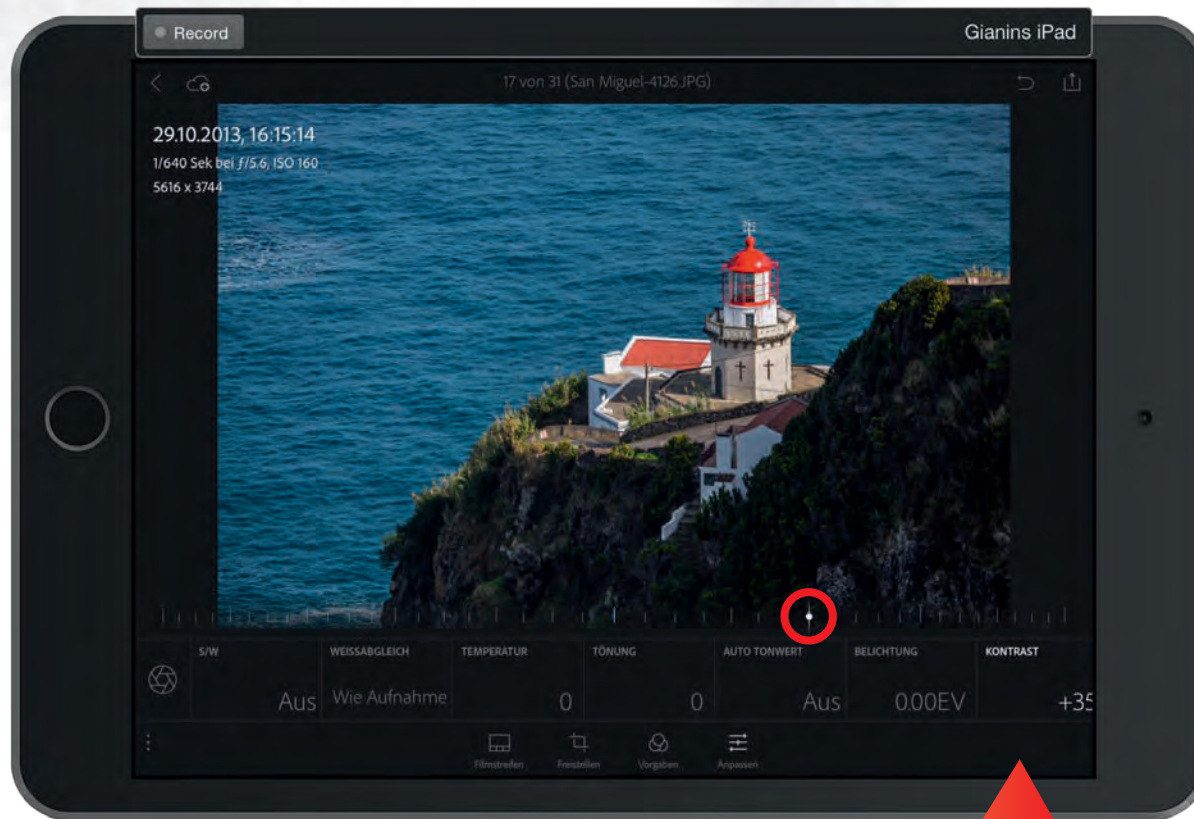 Record
Gianins iPad
17 von 31 (San Miguel-4126.JPG)
29.10.2013, 16:15:14
1/640 Sek bei ƒ/5.6, ISO 160
5616 x 3744
S/W
WEISSABGLEICH
TEMPERATUR
TÖNUNG
AUTO TONWERT
BELICHTUNG
KONTRAST
Aus
Wie Aufnahme
0
0
Aus
0.00EV
+35
Filmstreifen
Freistellen
Vorgaben
Anpassen